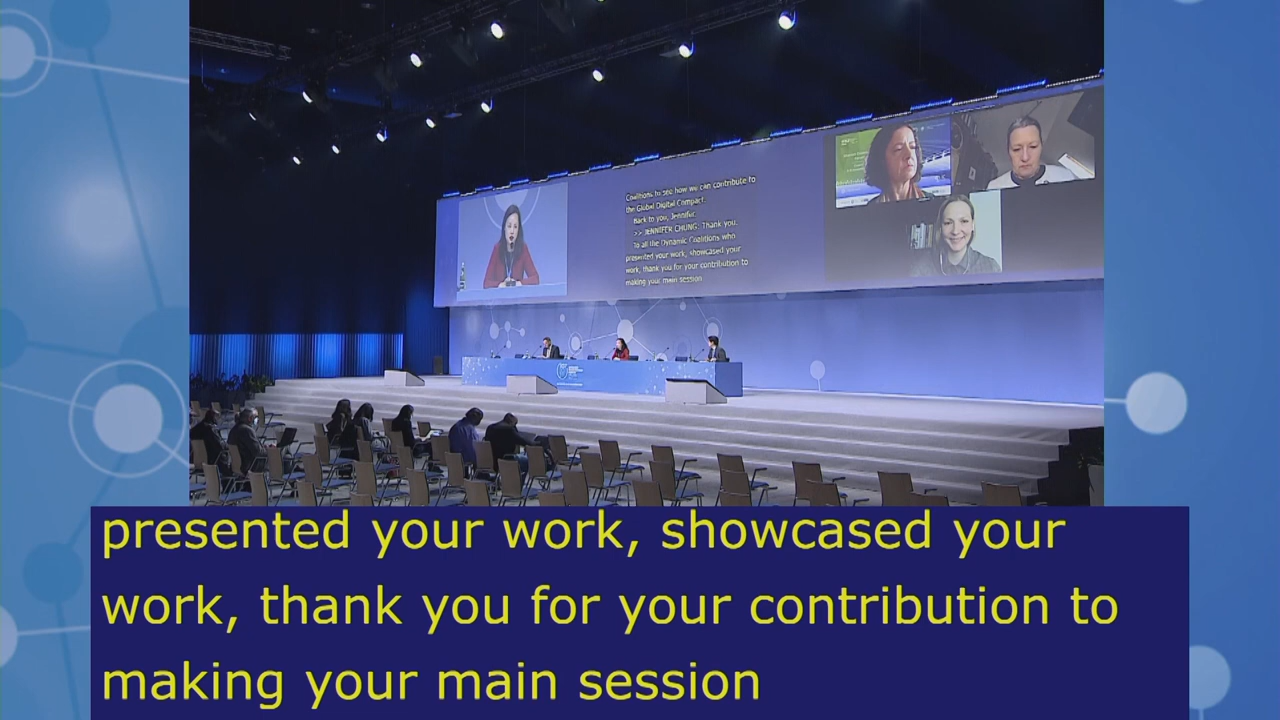 Coalitions to see how we can contribute to
the Global Digital Compact.
Back to you, Jennifer.
>> JENNIFER CHUNG: Thank you.
To all the Dynamic Coalitions who
presented your work, showcased your
work, thank you for your contribution to
making your main session
presented your work, showcased your
work, thank you for your contribution to
making your main session